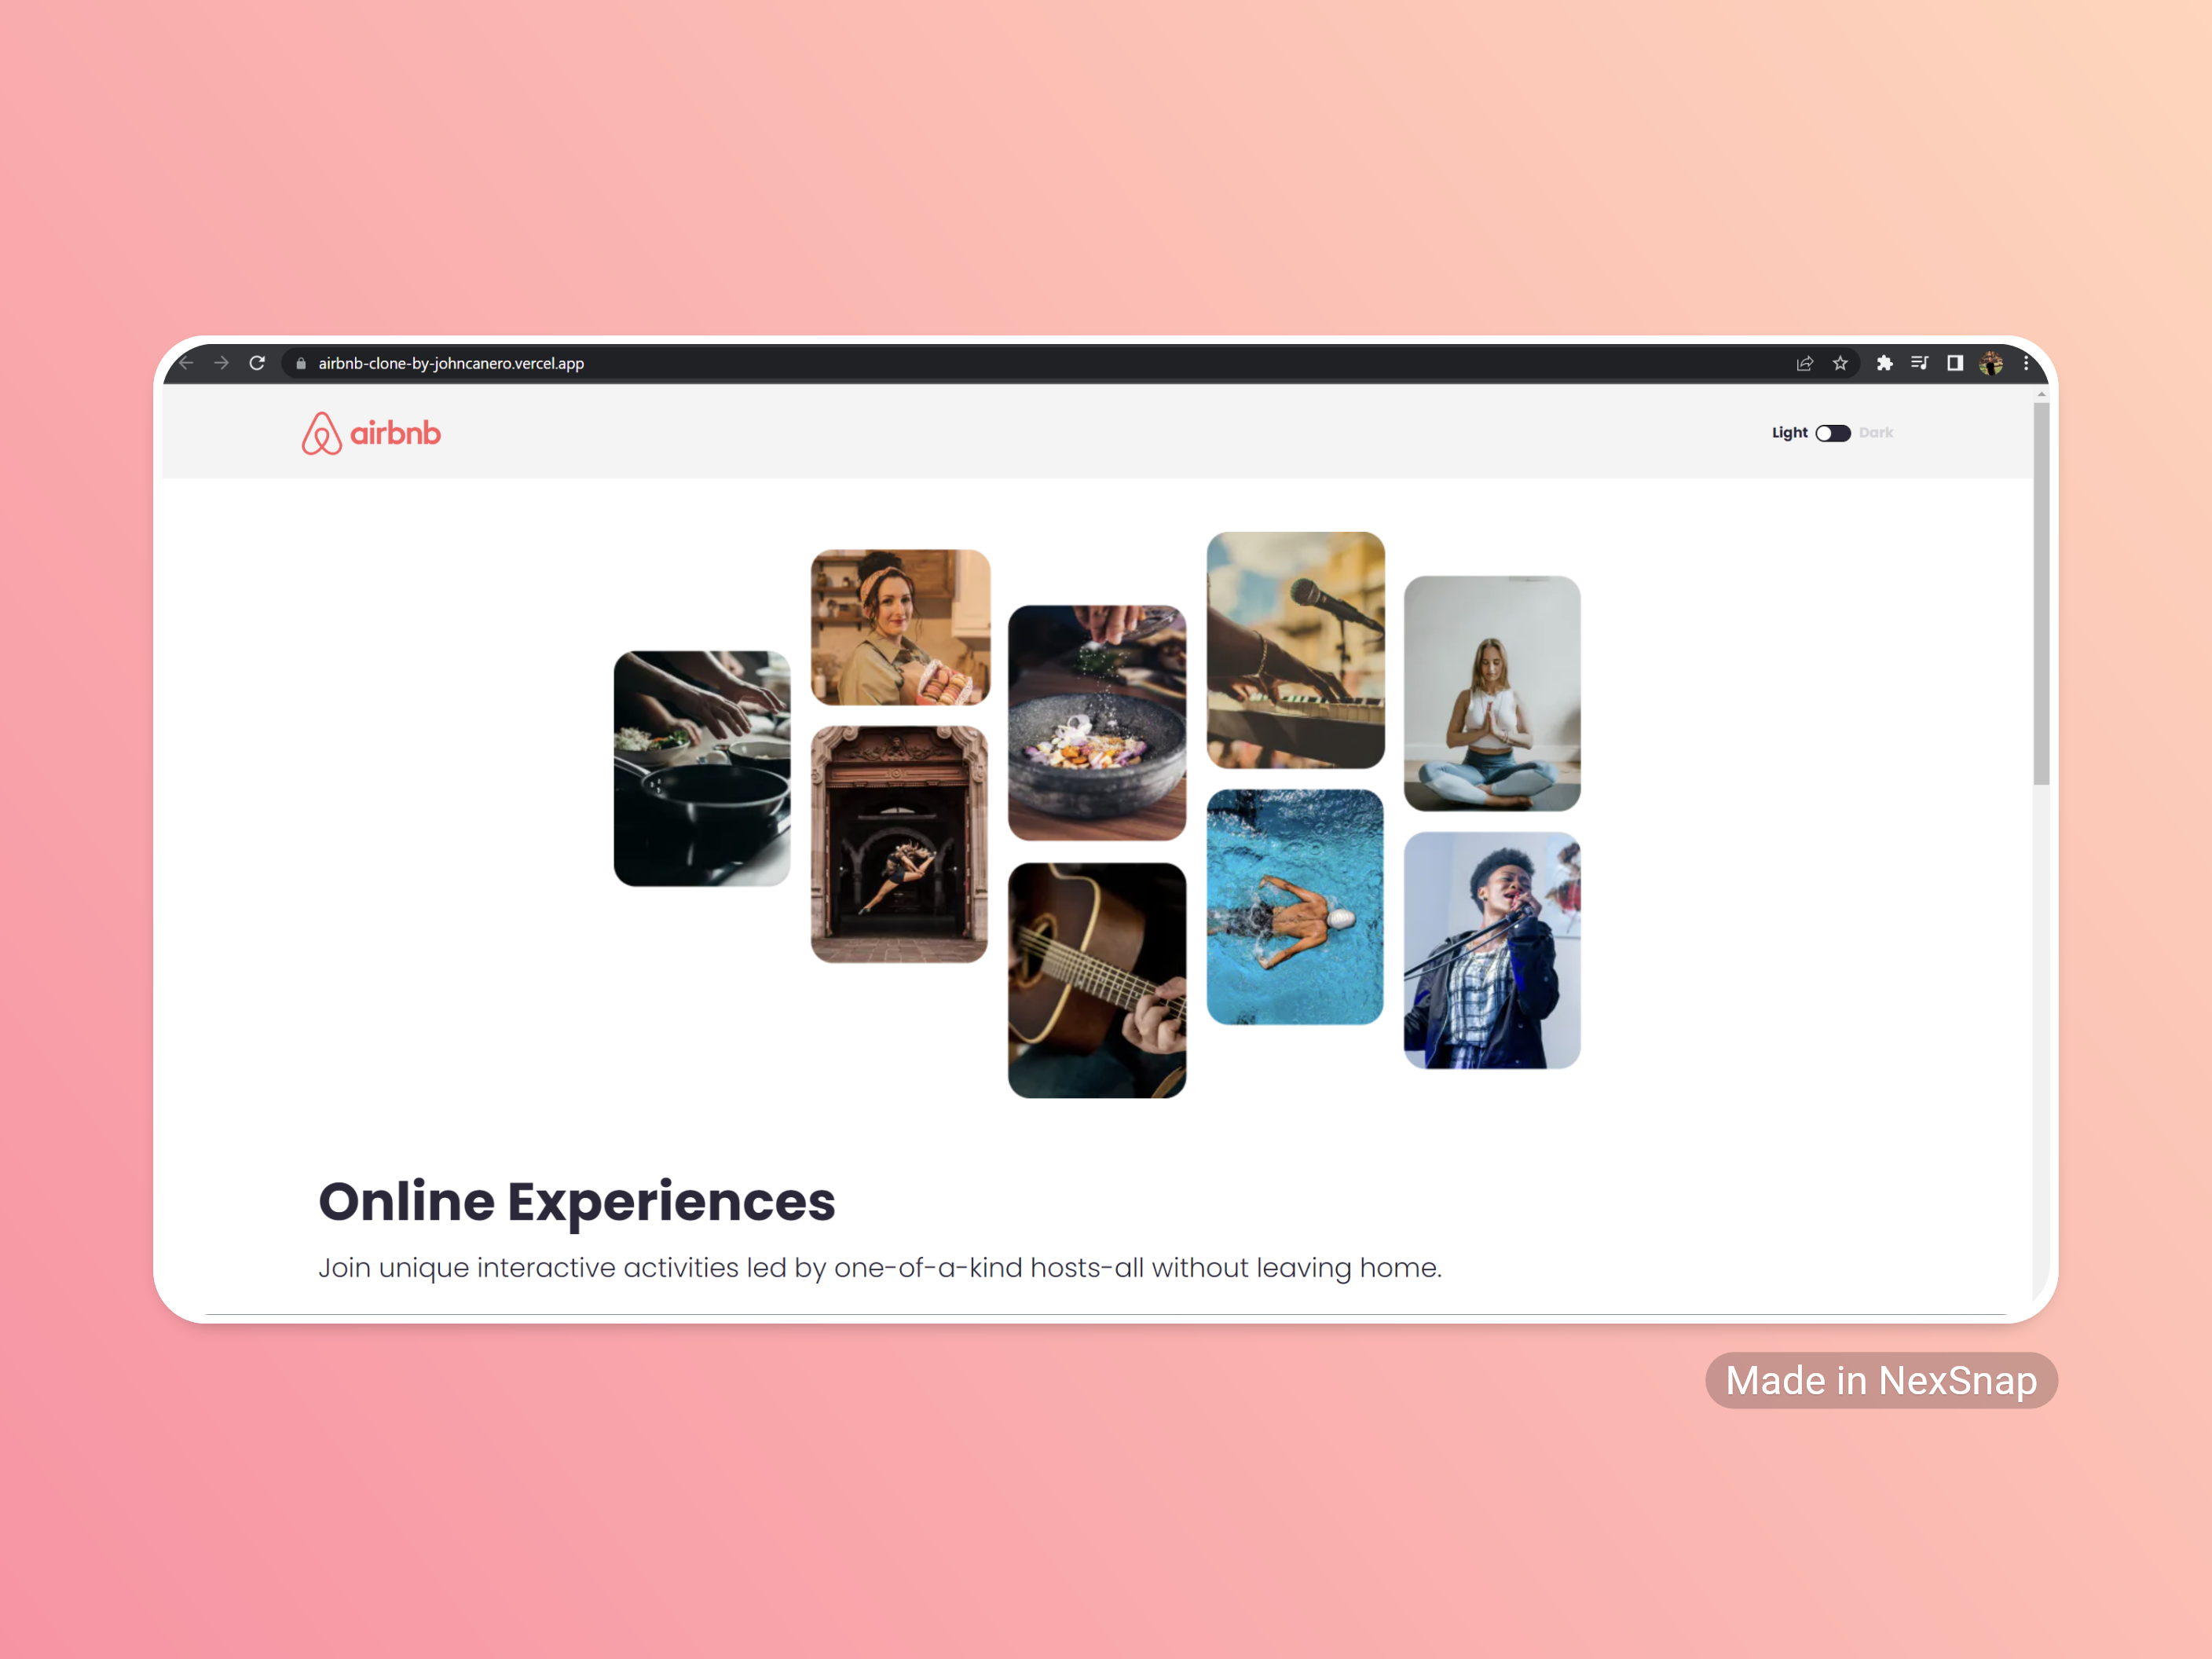 airbnb-clone-by-johncanero.vercel.app
airbnb
Light Dark
Online Experiences
Join unique interactive activities led by one-of-a-kind hosts-all without leaving home.
Made in NexSnap